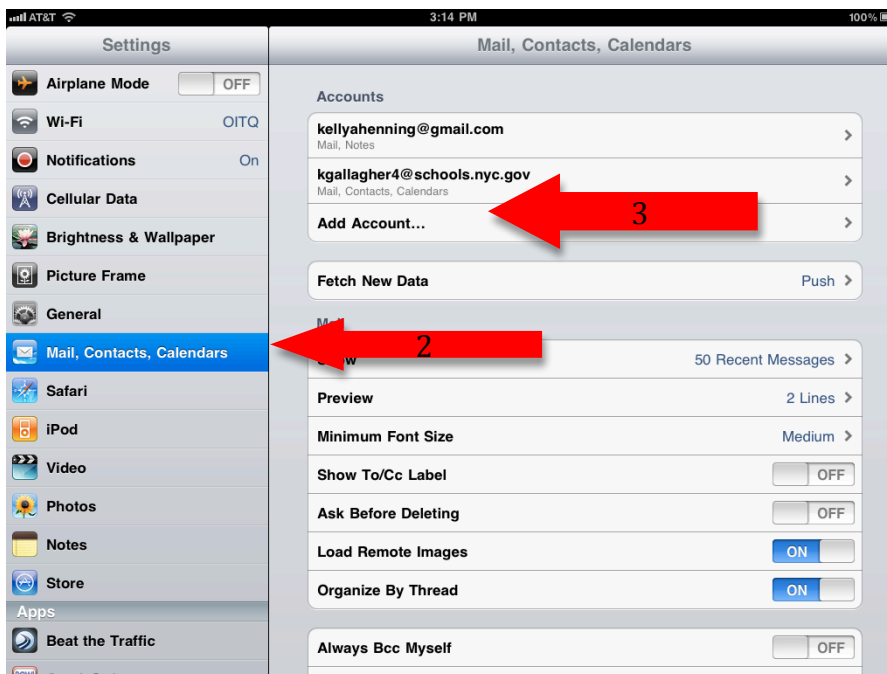 AT&T 3:14 PM 100%
Settings
Mail, Contacts, Calendars
Airplane Mode OFF
Wi-Fi OITQ
Notifications On
Cellular Data
Brightness & Wallpaper
Picture Frame
General
Mail, Contacts, Calendars
Safari
iPod
Video
Photos
Notes
Store
Apps
Beat the Traffic
Accounts
kellyahenning@gmail.com
Mail, Notes
kgallagher4@schools.nyc.gov
Mail, Contacts, Calendars
Add Account...
3
Fetch New Data Push
2
50 Recent Messages
Preview 2 Lines
Minimum Font Size Medium
Show To/Cc Label OFF
Ask Before Deleting OFF
Load Remote Images ON
Organize By Thread ON
Always Bcc Myself OFF